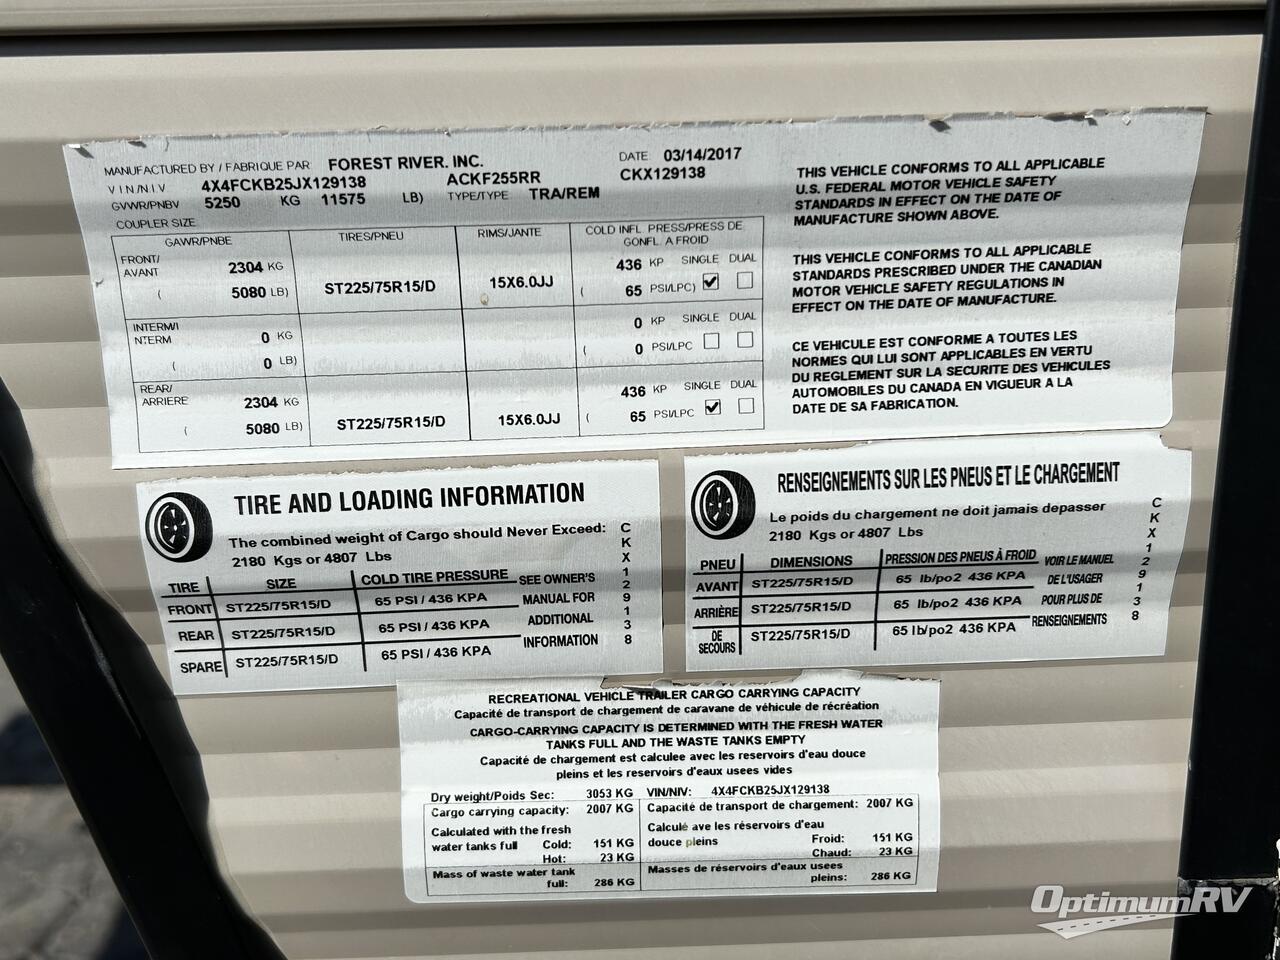 MANUFACTURED BY / FABRIQUE PAR FOREST RIVER, INC. DATE 03/14/2017
VIN/NIV 4X4FCKB25JX129138 ACKF255RR CKX129138
GVWR/PNBV 5250 KG 11575 LB) TYPE/TYPE TRA/REM
COUPLER SIZE
GAWR/PNBE TIRES/PNEU RIMS/JANTE COLD INFL PRESS/PRESS DE
GONFL A FROID
FRONT/
AVANT 2304 KG 436 KP SINGLE DUAL
( 5080 LB) ST225/75R15/D 15X6.0JJ ( 65 PSI/LPC)
INTERM/I
NTERM 0 KG 0 KP SINGLE DUAL
( 0 LB) ( 0 PSI/LPC
REAR/
ARRIERE 2304 KG 436 KP SINGLE DUAL
( 5080 LB) ST225/75R15/D 15X6.0JJ ( 65 PSI/LPC
THIS VEHICLE CONFORMS TO ALL APPLICABLE
U.S. FEDERAL MOTOR VEHICLE SAFETY
STANDARDS IN EFFECT ON THE DATE OF
MANUFACTURE SHOWN ABOVE.
THIS VEHICLE CONFORMS TO ALL APPLICABLE
STANDARDS PRESCRIBED UNDER THE CANADIAN
MOTOR VEHICLE SAFETY REGULATIONS IN
EFFECT ON THE DATE OF MANUFACTURE.
CE VEHICULE EST CONFORME A TOUTES LES
NORMES QUI LUI SONT APPLICABLES EN VERTU
DU REGLEMENT SUR LA SECURITE DES VEHICULES
AUTOMOBILES DU CANADA EN VIGUEUR A LA
DATE DE SA FABRICATION.
TIRE AND LOADING INFORMATION
The combined weight of Cargo should Never Exceed:
2180 Kgs or 4807 Lbs
TIRE SIZE COLD TIRE PRESSURE
FRONT ST225/75R15/D 65 PSI / 436 KPA
REAR ST225/75R15/D 65 PSI / 436 KPA
SPARE ST225/75R15/D 65 PSI / 436 KPA
SEE OWNER'S
MANUAL FOR
ADDITIONAL
INFORMATION
CKX129138
RENSEIGNEMENTS SUR LES PNEUS ET LE CHARGEMENT
Le poids du chargement ne doit jamais depasser
2180 Kgs or 4807 Lbs
PNEU DIMENSIONS PRESSION DES PNEUS À FROID
AVANT ST225/75R15/D 65 lb/po2 436 KPA
ARRIÈRE ST225/75R15/D 65 lb/po2 436 KPA
DE
SECOURS ST225/75R15/D 65 lb/po2 436 KPA
VOIR LE MANUEL
DE L'USAGER
POUR PLUS DE
RENSEIGNEMENTS
CKX129138
RECREATIONAL VEHICLE TRAILER CARGO CARRYING CAPACITY
Capacité de transport de chargement de caravane de véhicule de récréation
CARGO-CARRYING CAPACITY IS DETERMINED WITH THE FRESH WATER
TANKS FULL AND THE WASTE TANKS EMPTY
Capacité de chargement est calculee avec les reservoirs d'eau douce
pleins et les reservoirs d'eaux usees vides
Dry weight/Poids Sec: 3053 KG VIN/NIV: 4X4FCKB25JX129138
Cargo carrying capacity: 2007 KG
Calculated with the fresh
water tanks full Cold: 151 KG
Hot: 23 KG
Mass of waste water tank
full: 286 KG
Capacité de transport de chargement: 2007 KG
Calculé ave les réservoirs d'eau
douce pleins Froid: 151 KG
Chaud: 23 KG
Masses de réservoirs d'eaux usees
pleins: 286 KG
OptimumRV